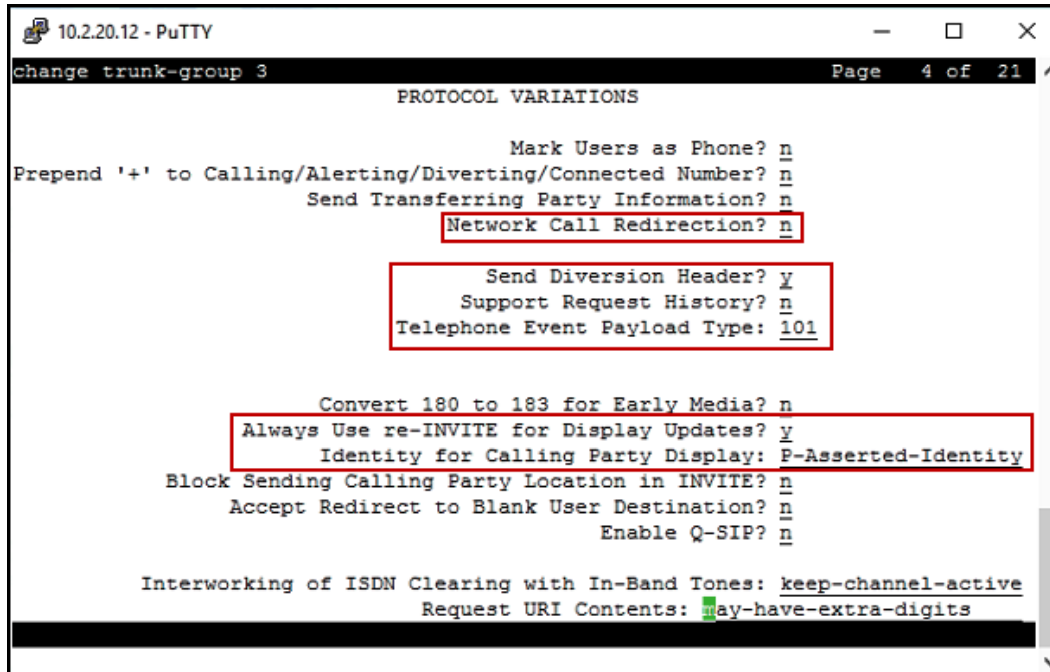 10.2.20.12 - PuTTY
change trunk-group 3 Page 4 of 21
PROTOCOL VARIATIONS
Mark Users as Phone? n
Prepend '+' to Calling/Alerting/Diverting/Connected Number? n
Send Transferring Party Information? n
Network Call Redirection? n
Send Diversion Header? y
Support Request History? n
Telephone Event Payload Type: 101
Convert 180 to 183 for Early Media? n
Always Use re-INVITE for Display Updates? y
Identity for Calling Party Display: P-Asserted-Identity
Block Sending Calling Party Location in INVITE? n
Accept Redirect to Blank User Destination? n
Enable Q-SIP? n
Interworking of ISDN Clearing with In-Band Tones: keep-channel-active
Request URI Contents: may-have-extra-digits